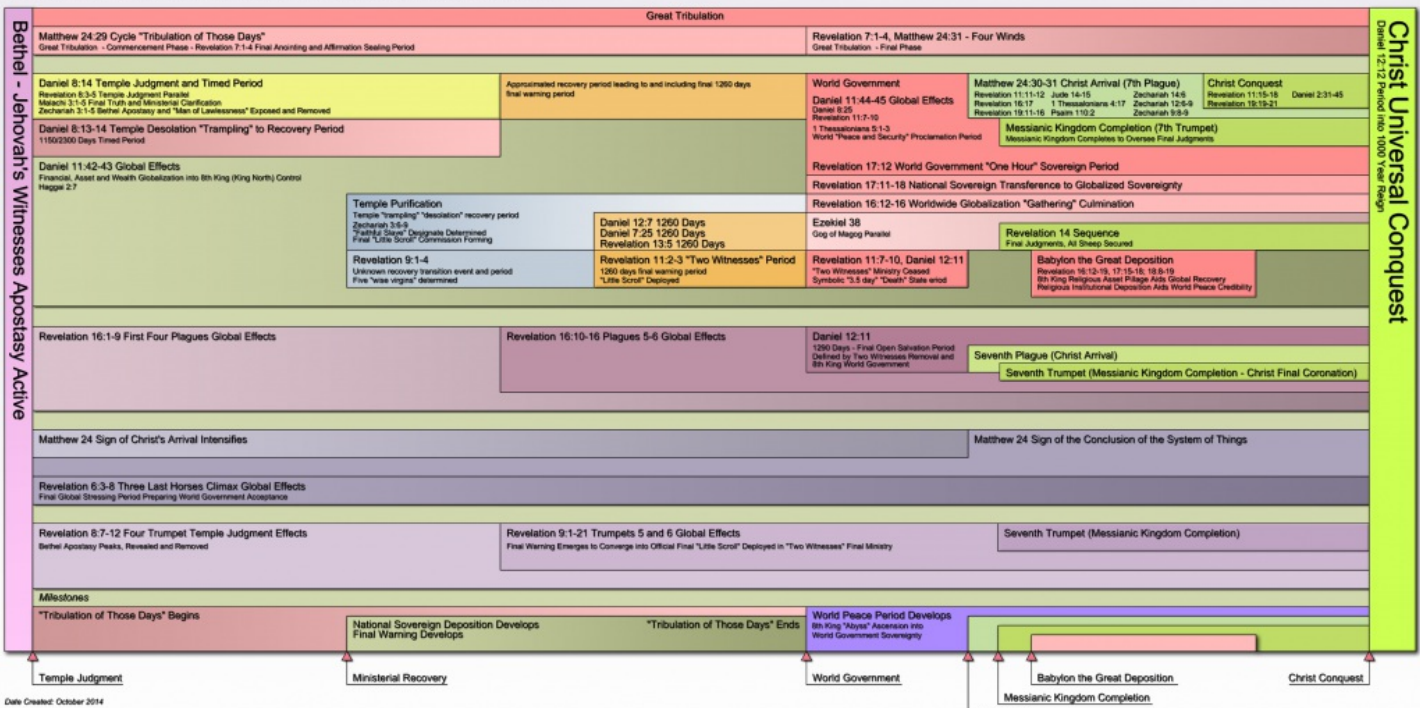 Bethel - Jehovah's Witnesses Apostasy Active
Great Tribulation
Matthew 24:29 Cycle "Tribulation of Those Days"
Great Tribulation - Commencement Phase - Revelation 7:1-4 Final Anointing and Affirmation Sealing Period
Revelation 7:1-4, Matthew 24:31 - Four Winds
Great Tribulation - Final Phase
Daniel 8:14 Temple Judgment and Timed Period
Revelation 8:3-5 Temple Judgment Parallel
Malachi 3:1-5 Final Truth and Ministerial Clarification
Zechariah 3:1-5 Bethel Apostasy and "Man of Lawlessness" Exposed and Removed
Approximated recovery period leading to and including final 1260 days
final warning period
World Government
Daniel 11:44-45 Global Effects
Daniel 8:25
Revelation 11:7-10
1 Thessalonians 5:1-3
World "Peace and Security" Proclamation Period
Matthew 24:30-31 Christ Arrival (7th Plague)
Revelation 11:11-12 Jude 14-15 Zechariah 14:6
Revelation 16:17 1 Thessalonians 4:17 Zechariah 12:6-9
Revelation 19:11-16 Psalm 110:2 Zechariah 9:8-9
Christ Conquest
Revelation 11:15-18 Daniel 2:31-45
Revelation 19:19-21
Messianic Kingdom Completion (7th Trumpet)
Messianic Kingdom Completes to Oversee Final Judgments
Daniel 8:13-14 Temple Desolation "Trampling" to Recovery Period
1150/2300 Days Timed Period
Daniel 11:42-43 Global Effects
Financial, Asset and Wealth Globalization into 8th King (King North) Control
Haggai 2:7
Revelation 17:12 World Government "One Hour" Sovereign Period
Revelation 17:11-18 National Sovereign Transference to Globalized Sovereignty
Revelation 16:12-16 Worldwide Globalization "Gathering" Culmination
Temple Purification
Temple "trampling" "desolation" recovery period
Zechariah 3:6-9
"Faithful Slave" Designate Determined
Final "Little Scroll" Commission Forming
Daniel 12:7 1260 Days
Daniel 7:25 1260 Days
Revelation 13:5 1260 Days
Ezekiel 38
Gog of Magog Parallel
Revelation 14 Sequence
Final Judgments, All Sheep Secured
Revelation 9:1-4
Unknown recovery transition event and period
Five "wise virgins" determined
Revelation 11:2-3 "Two Witnesses" Period
1260 days final warning period
"Little Scroll" Deployed
Revelation 11:7-10, Daniel 12:11
"Two Witnesses" Ministry Ceased
Symbolic "3.5 day" "Death" State eriod
Babylon the Great Deposition
Revelation 16:12-19, 17:15-18; 18:8-19
8th King Religious Asset Pillage Aids Global Recovery
Religious Institutional Deposition Aids World Peace Credibility
Revelation 16:1-9 First Four Plagues Global Effects
Revelation 16:10-16 Plagues 5-6 Global Effects
Daniel 12:11
1290 Days - Final Open Salvation Period
Defined by Two Witnesses Removal and
8th King World Government
Seventh Plague (Christ Arrival)
Seventh Trumpet (Messianic Kingdom Completion - Christ Final Coronation)
Matthew 24 Sign of Christ's Arrival Intensifies
Matthew 24 Sign of the Conclusion of the System of Things
Revelation 6:3-8 Three Last Horses Climax Global Effects
Final Global Stressing Period Preparing World Government Acceptance
Revelation 8:7-12 Four Trumpet Temple Judgment Effects
Bethel Apostasy Peaks, Revealed and Removed
Revelation 9:1-21 Trumpets 5 and 6 Global Effects
Final Warning Emerges to Converge into Official Final "Little Scroll" Deployed in "Two Witnesses" Final Ministry
Seventh Trumpet (Messianic Kingdom Completion)
Milestones
"Tribulation of Those Days" Begins
National Sovereign Deposition Develops
Final Warning Develops
"Tribulation of Those Days" Ends
World Peace Period Develops
8th King "Abyss" Ascension into
World Government Sovereignty
Temple Judgment
Ministerial Recovery
World Government
Babylon the Great Deposition
Christ Conquest
Messianic Kingdom Completion
Date Created: October 2014
Christ Universal Conquest
Daniel 12:12 Period into 1000 Year Reign